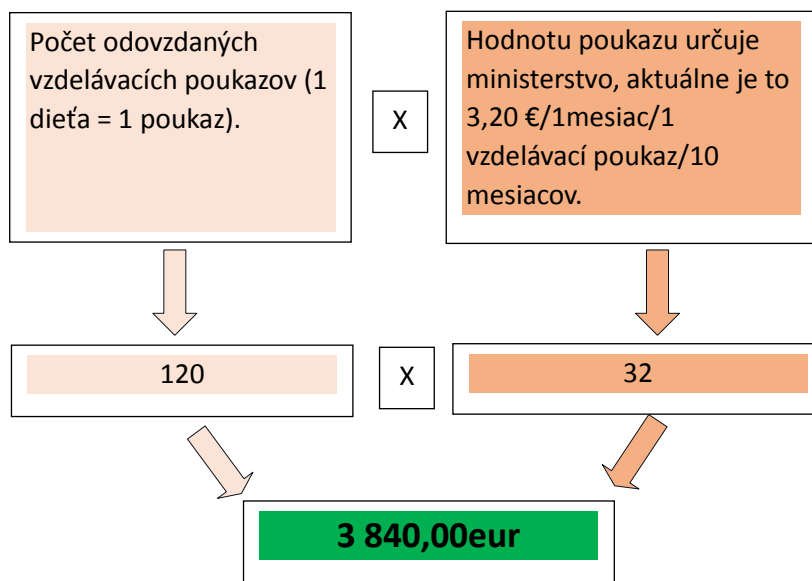 Počet odovzdaných
vzdelávacích poukazov (1
dieťa = 1 poukaz).
X
Hodnotu poukazu určuje
ministerstvo, aktuálne je to
3,20 €/1mesiac/1
vzdelávací poukaz/10
mesiacov.
120
X
32
3 840,00eur